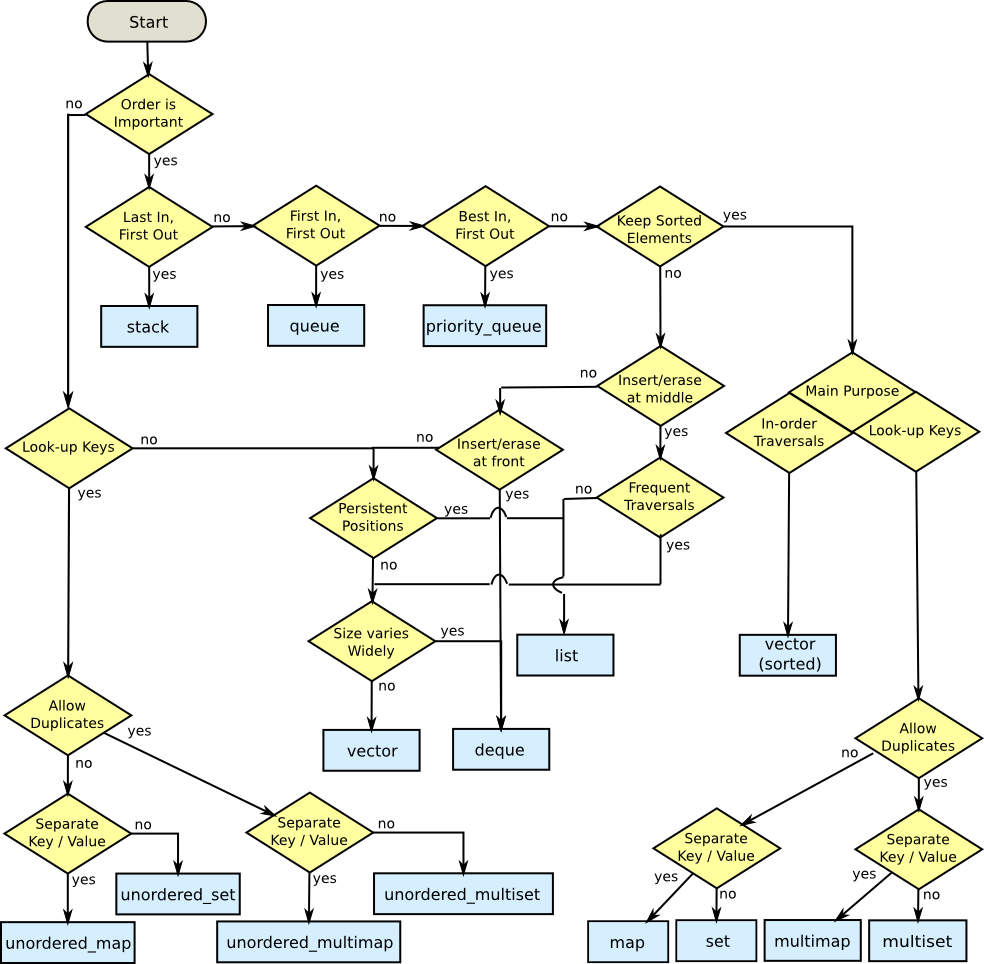 Start
no
Order is
Important
yes
Last In,
First Out
no
First In,
First Out
no
Best In,
First Out
no
Keep Sorted
Elements
yes
yes
yes
yes
no
stack
queue
priority_queue
no
Insert/erase
at middle
Main Purpose
In-order
Traversals
Look-up Keys
yes
Look-up Keys
no
no
Insert/erase
at front
yes
yes
Persistent
Positions
yes
no
Frequent
Traversals
no
yes
Size varies
Widely
yes
no
list
vector
(sorted)
vector
deque
Allow
Duplicates
yes
no
Allow
Duplicates
no
yes
Separate
Key / Value
no
yes
Separate
Key / Value
no
yes
Separate
Key / Value
yes
no
Separate
Key / Value
yes
no
unordered_set
unordered_multiset
unordered_map
unordered_multimap
map
set
multimap
multiset